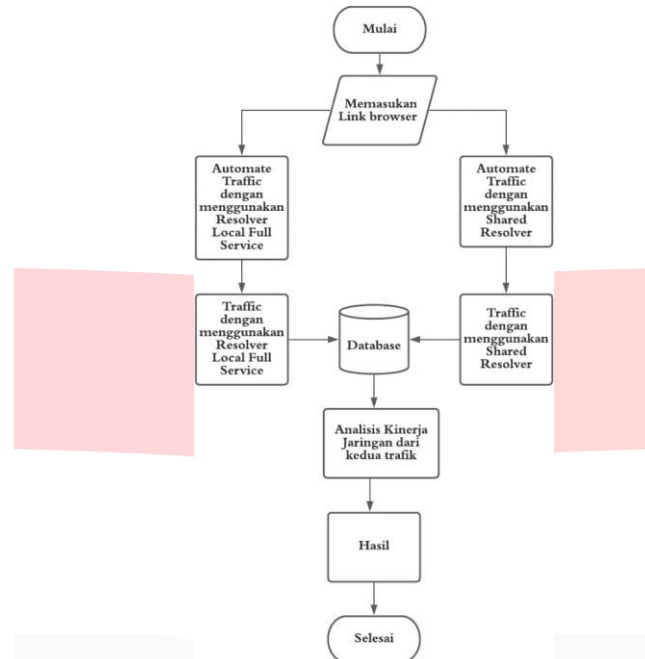 Mulai
Memasukan
Link browser
Automate
Traffic
dengan
menggunakan
Resolver
Local Full
Service
Automate
Traffic
dengan
menggunakan
Shared
Resolver
Traffic
dengan
menggunakan
Resolver
Local Full
Service
Database
Traffic
dengan
menggunakan
Shared
Resolver
Analisis Kinerja
Jaringan dari
kedua trafik
Hasil
Selesai